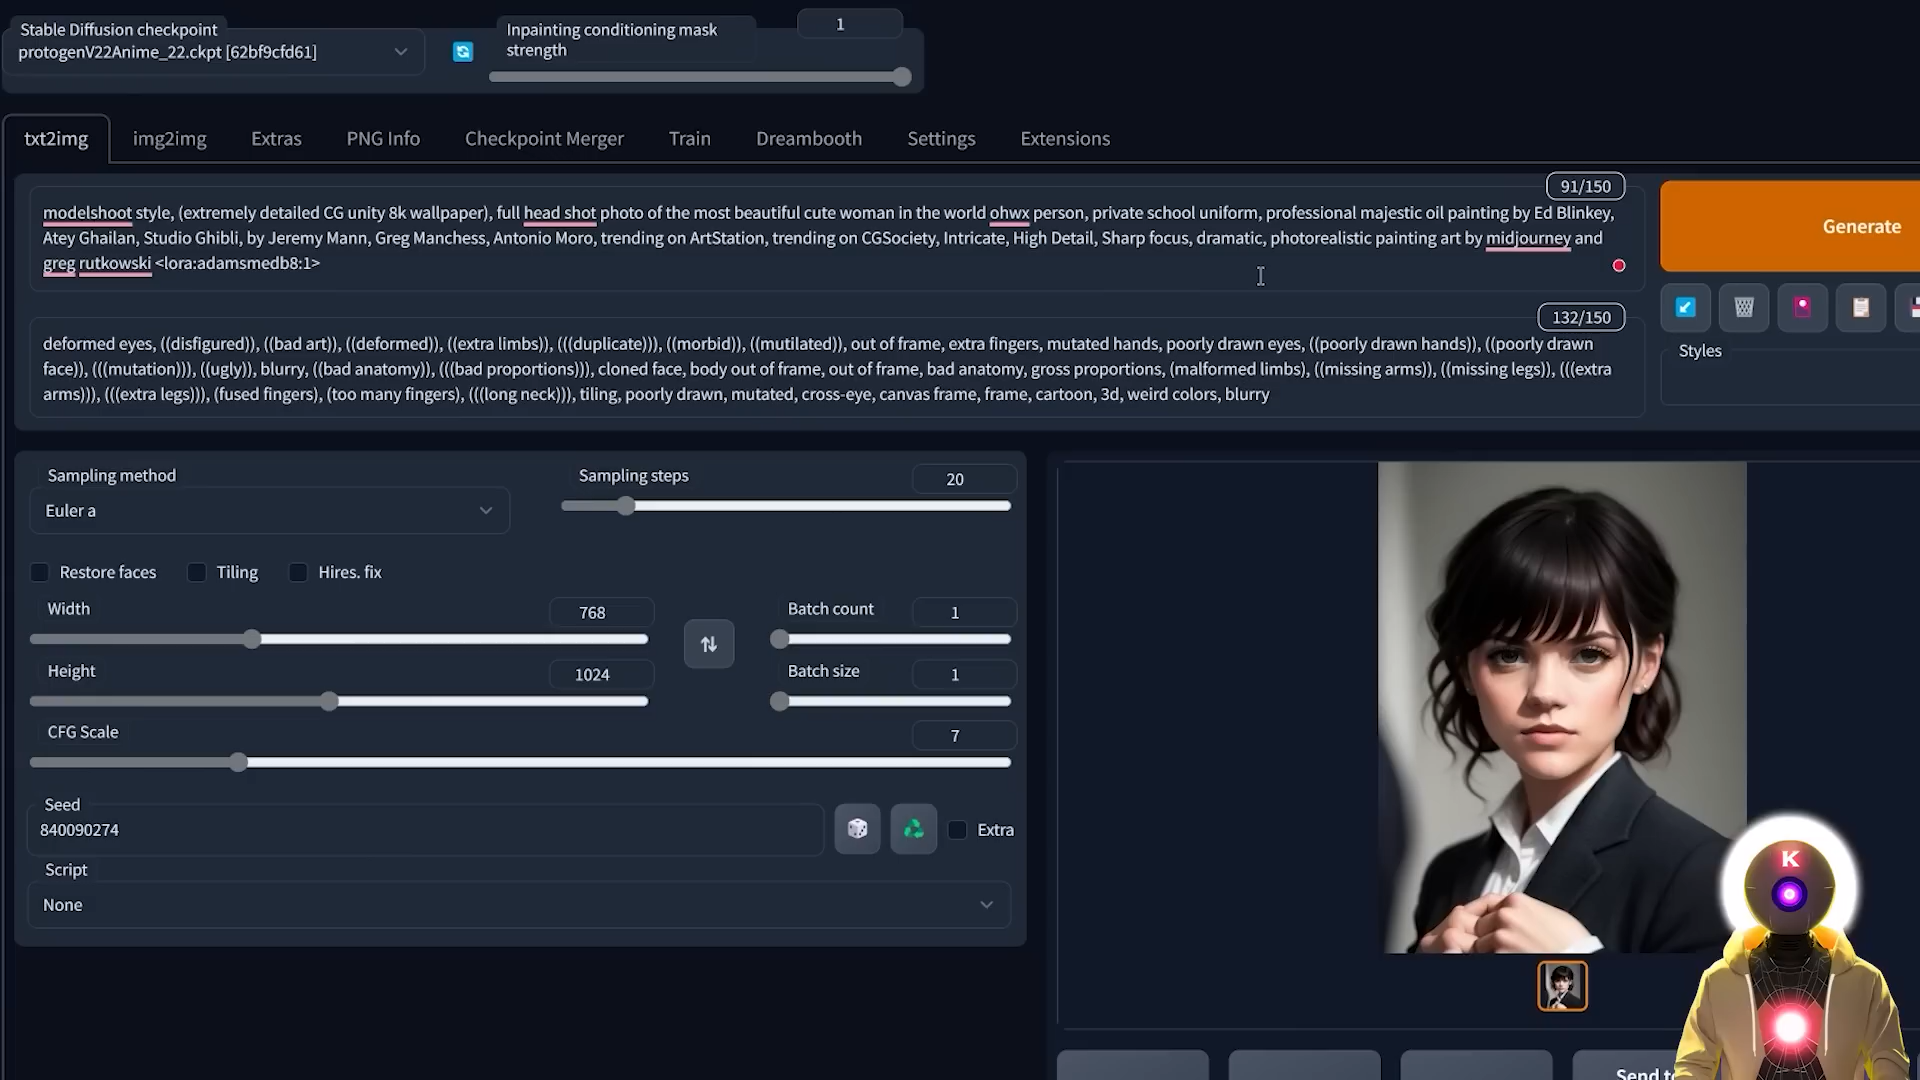 Stable Diffusion checkpoint
protogenV22Anime_22.ckpt [62bf9cfd61]
Inpainting conditioning mask
strength
1
txt2img
img2img
Extras
PNG Info
Checkpoint Merger
Train
Dreambooth
Settings
Extensions
91/150
modelshoot style, (extremely detailed CG unity 8k wallpaper), full head shot photo of the most beautiful cute woman in the world ohwx person, private school uniform, professional majestic oil painting by Ed Blinkey,
Atey Ghailan, Studio Ghibli, by Jeremy Mann, Greg Manchess, Antonio Moro, trending on ArtStation, trending on CGSociety, Intricate, High Detail, Sharp focus, dramatic, photorealistic painting art by midjourney and
greg rutkowski <lora:adamsmedb8:1>
Generate
132/150
deformed eyes, ((disfigured)), ((bad art)), ((deformed)), ((extra limbs)), (((duplicate))), ((morbid)), ((mutilated)), out of frame, extra fingers, mutated hands, poorly drawn eyes, ((poorly drawn hands)), ((poorly drawn
face)), (((mutation))), ((ugly)), blurry, ((bad anatomy)), (((bad proportions))), cloned face, body out of frame, out of frame, bad anatomy, gross proportions, (malformed limbs), ((missing arms)), ((missing legs)), (((extra
arms))), (((extra legs))), (fused fingers), (too many fingers), (((long neck))), tiling, poorly drawn, mutated, cross-eye, canvas frame, frame, cartoon, 3d, weird colors, blurry
Styles
Sampling method
Euler a
Sampling steps
20
Restore faces
Tiling
Hires. fix
Width
768
Batch count
1
Height
1024
Batch size
1
CFG Scale
7
Seed
840090274
Extra
Script
None
K
Send